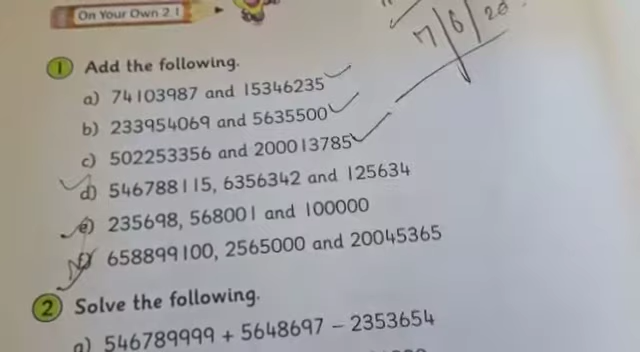 On Your Own 2.1
7/6/20
1 Add the following.
a) 74103987 and 15346235
b) 233954069 and 5635500
c) 502253356 and 200013785
d) 546788115, 6356342 and 125634
e) 235698, 568001 and 100000
f) 658899100, 2565000 and 20045365
2 Solve the following.
a) 546789999 + 5648697 – 2353654